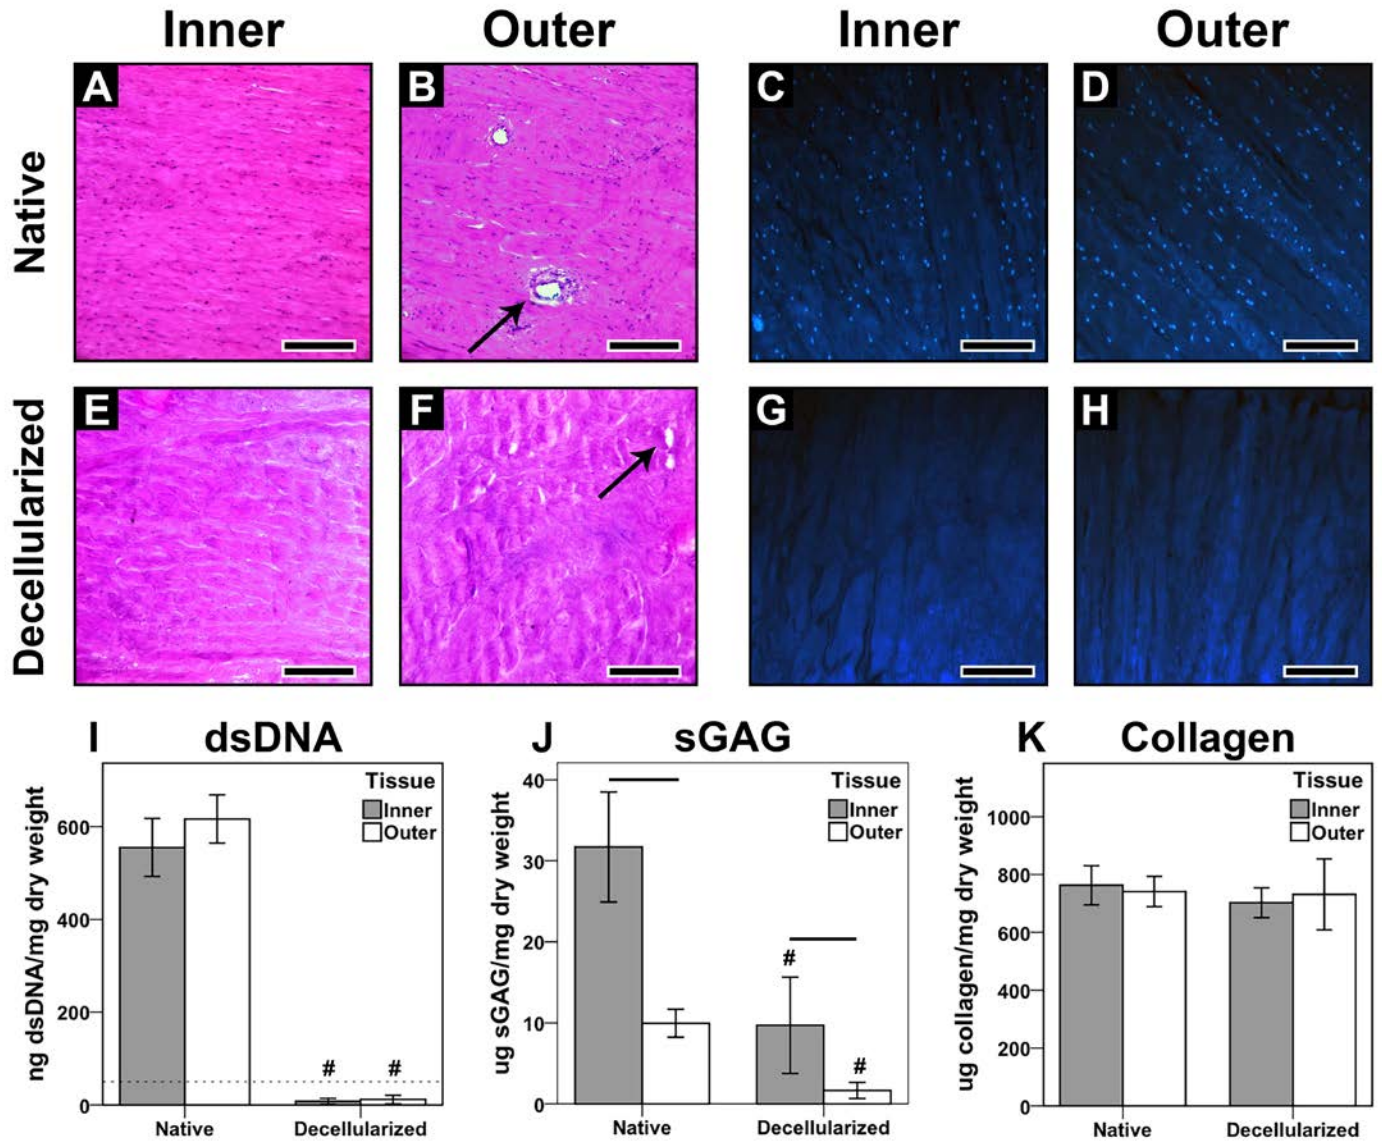 Inner Outer Inner Outer
Native
A B C D
Decellularized
E F G H
I dsDNA
ng dsDNA/mg dry weight
600
400
200
0
Tissue
Inner
Outer
# #
Native Decellularized
J sGAG
ug sGAG/mg dry weight
40
30
20
10
0
Tissue
Inner
Outer
#
#
Native Decellularized
K Collagen
ug collagen/mg dry weight
1000
800
600
400
200
0
Tissue
Inner
Outer
Native Decellularized